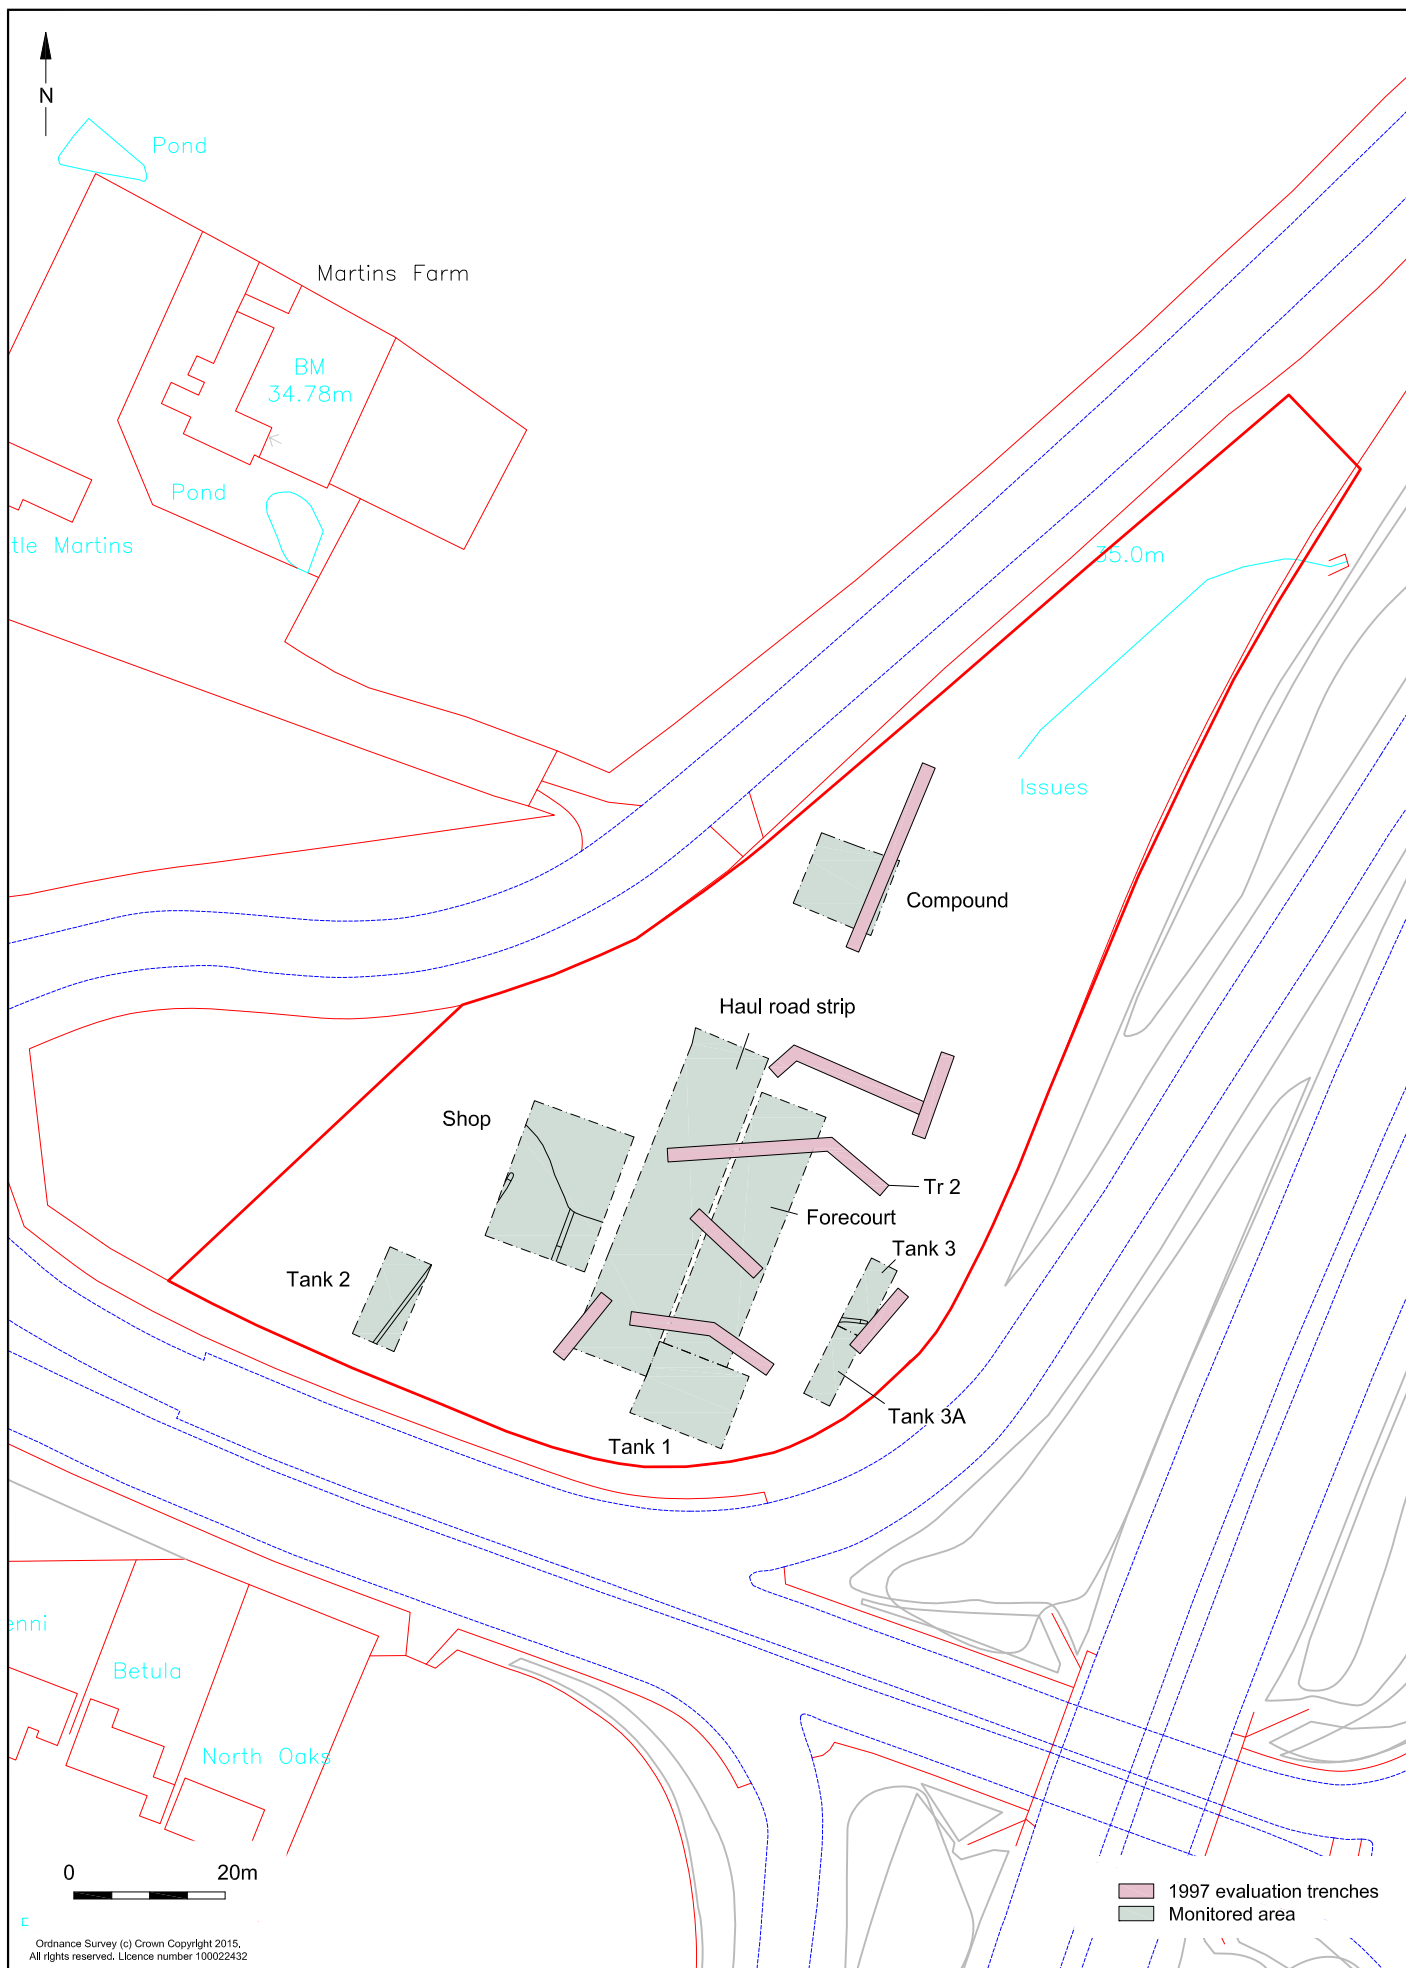 N
Pond
Martins Farm
BM
34.78m
Pond
tle Martins
35.0m
Issues
Compound
Haul road strip
Shop
Tr 2
Forecourt
Tank 3
Tank 2
Tank 3A
Tank 1
enni
Betula
North Oaks
0 20m
1997 evaluation trenches
Monitored area
E
Ordnance Survey (c) Crown Copyright 2015,
All rights reserved. Licence number 100022432